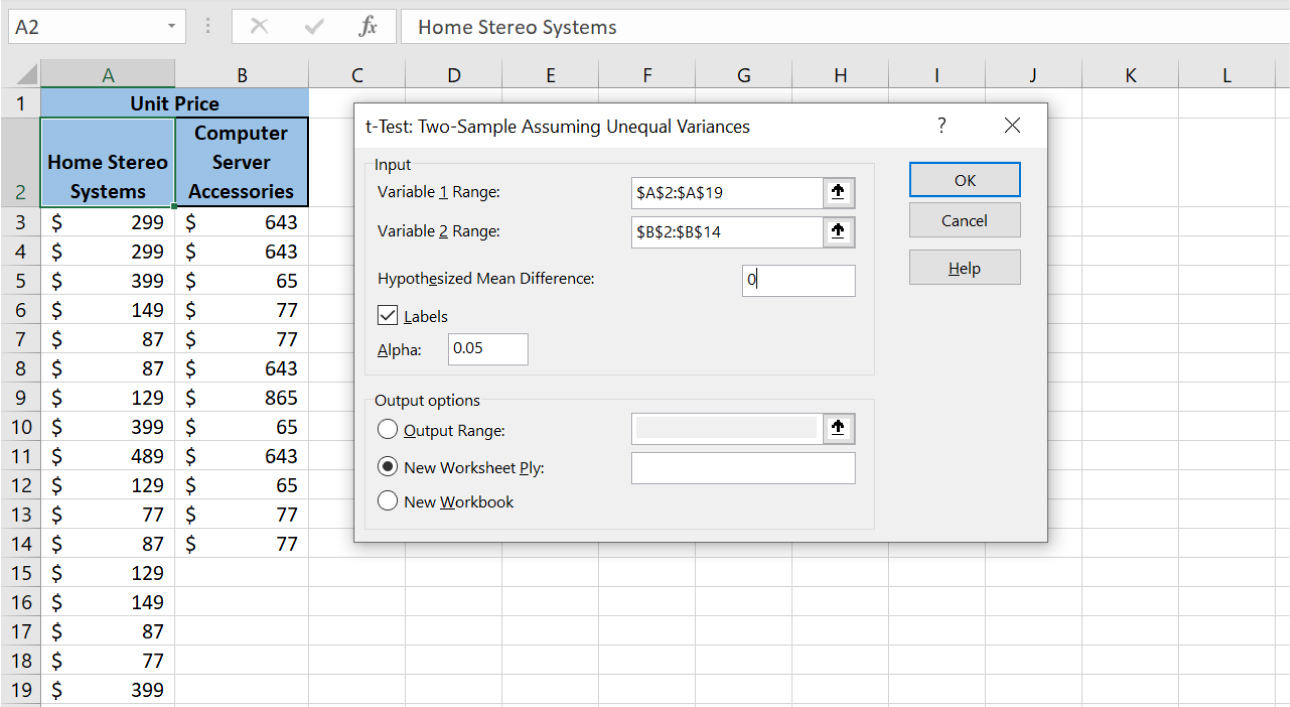 A2 fx Home Stereo Systems
A B C D E F G H I J K L
1 Unit Price
2 Home Stereo Systems Computer Server Accessories
3 $ 299 $ 643
4 $ 299 $ 643
5 $ 399 $ 65
6 $ 149 $ 77
7 $ 87 $ 77
8 $ 87 $ 643
9 $ 129 $ 865
10 $ 399 $ 65
11 $ 489 $ 643
12 $ 129 $ 65
13 $ 77 $ 77
14 $ 87 $ 77
15 $ 129
16 $ 149
17 $ 87
18 $ 77
19 $ 399
t-Test: Two-Sample Assuming Unequal Variances ?
Input
Variable 1 Range: $A$2:$A$19
Variable 2 Range: $B$2:$B$14
Hypothesized Mean Difference: 0
Labels
Alpha: 0.05
OK
Cancel
Help
Output options
Output Range:
New Worksheet Ply:
New Workbook